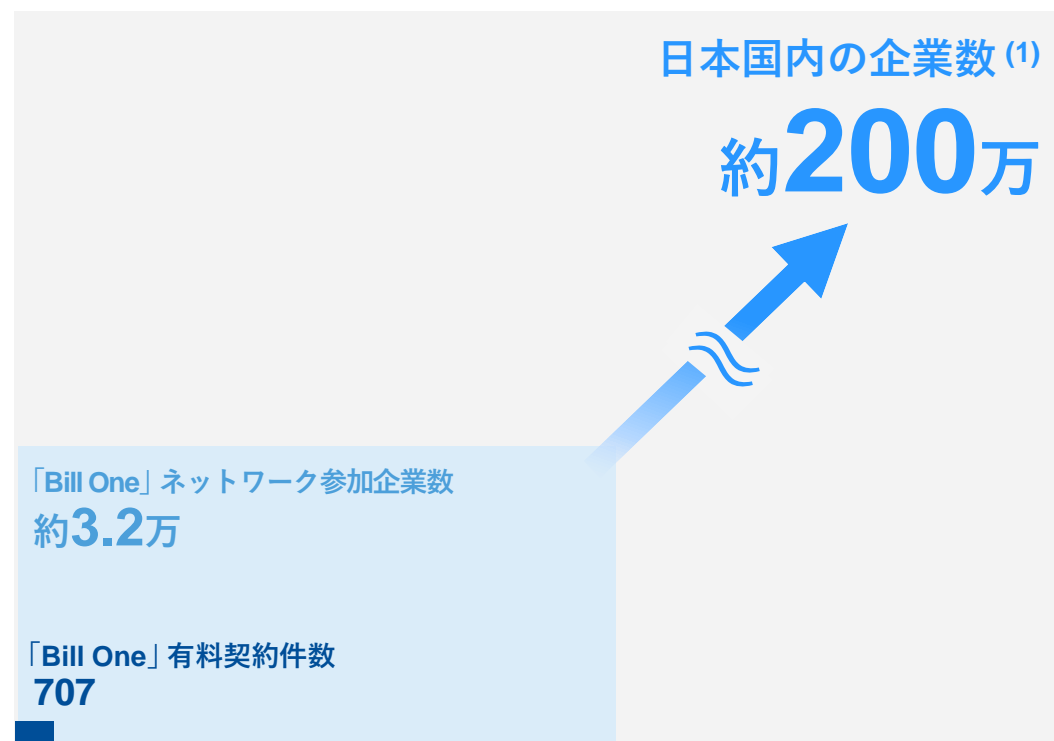 日本国内の企業数 (1)
約200万
「Bill One」ネットワーク参加企業数
約3.2万
「Bill One」有料契約件数
707